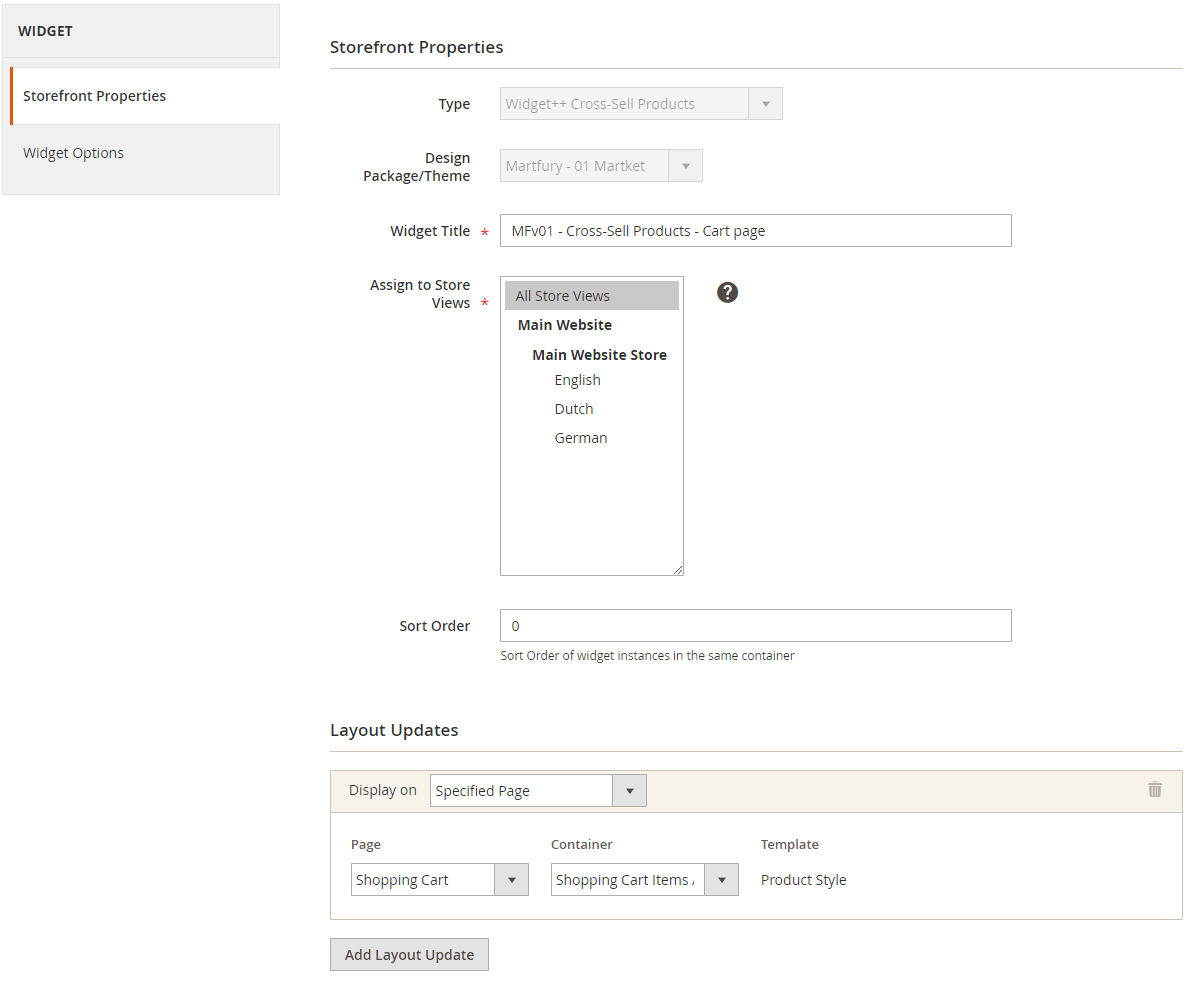 WIDGET
Storefront Properties
Widget Options
Storefront Properties
Type
Widget++ Cross-Sell Products
Design
Package/Theme
Martfury - 01 Martket
Widget Title *
MFv01 - Cross-Sell Products - Cart page
Assign to Store
Views *
All Store Views
Main Website
Main Website Store
English
Dutch
German
?
Sort Order
0
Sort Order of widget instances in the same container
Layout Updates
Display on
Specified Page
Page
Container
Template
Shopping Cart
Shopping Cart Items
Product Style
Add Layout Update